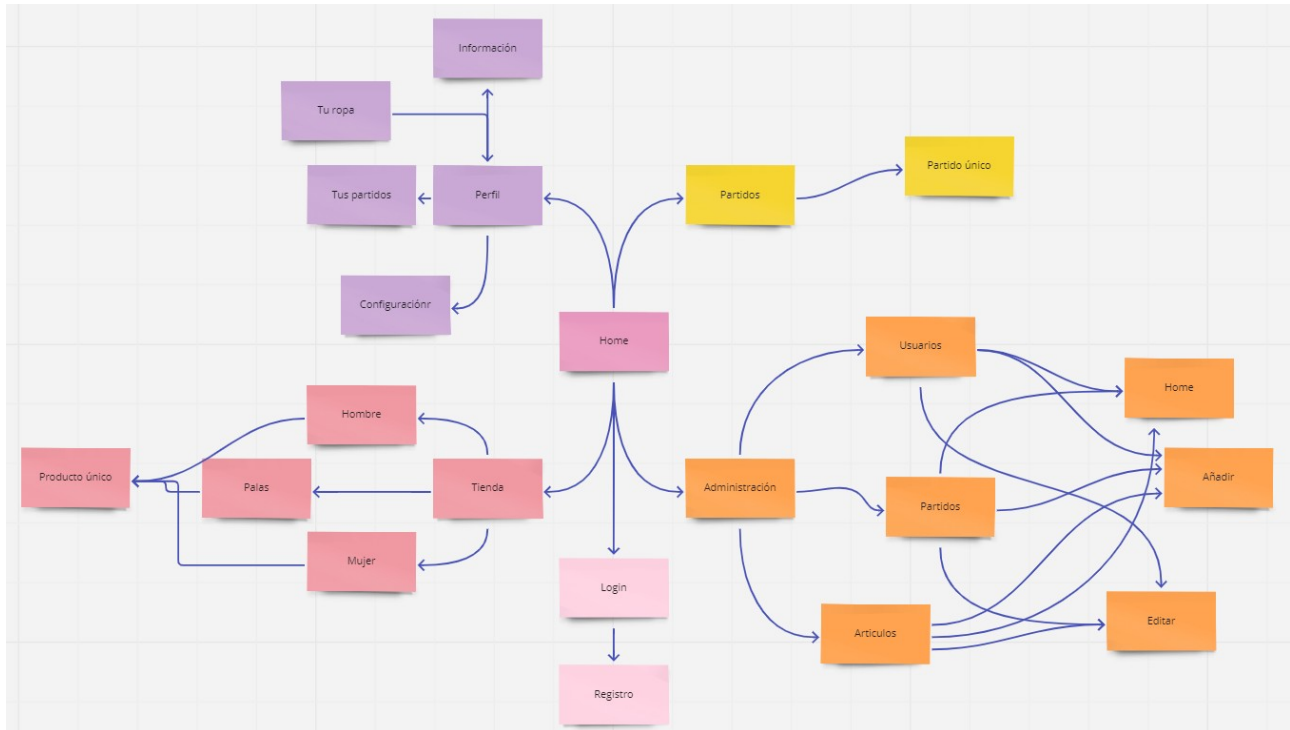 Información
Tu ropa
Tus partidos
Perfil
Partidos
Partido único
Configuraciónr
Home
Usuarios
Home
Hombre
Producto único
Palas
Tienda
Administración
Partidos
Añadir
Mujer
Login
Articulos
Editar
Registro